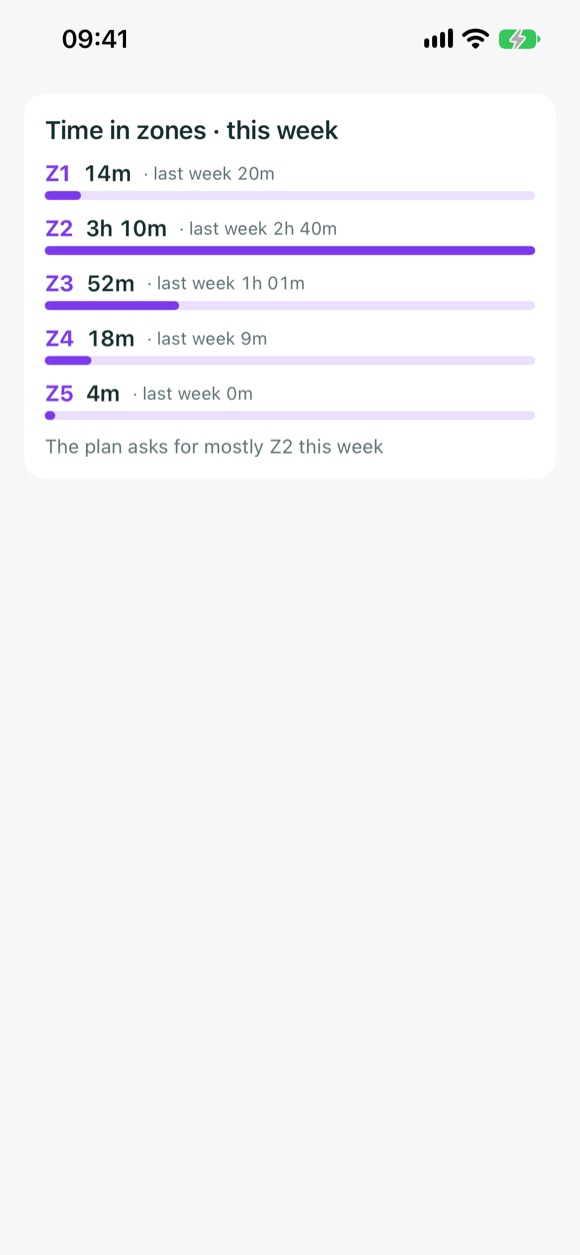 09:41
Time in zones · this week
Z1 14m · last week 20m
Z2 3h 10m · last week 2h 40m
Z3 52m · last week 1h 01m
Z4 18m · last week 9m
Z5 4m · last week 0m
The plan asks for mostly Z2 this week